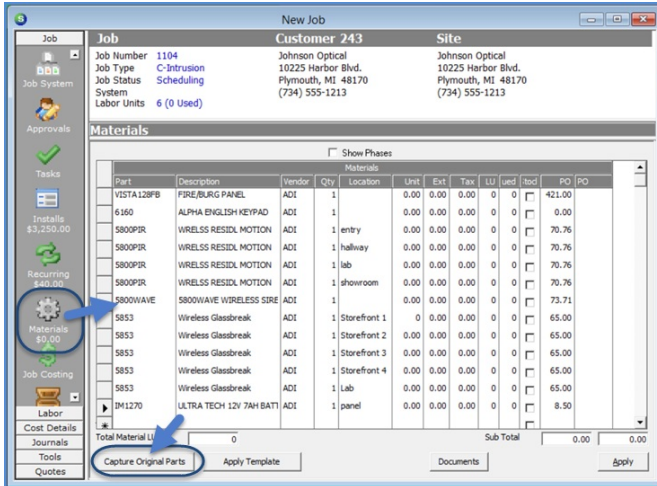 New Job
Job
Job System
Approvals
Tasks
Installs
$3,250.00
Recurring
$40.00
Materials
$0.00
Job Costing
Labor
Cost Details
Journals
Tools
Quotes
Job Customer 243 Site
Job Number 1104 Johnson Optical Johnson Optical
Job Type C-Intrusion 10225 Harbor Blvd. 10225 Harbor Blvd.
Job Status Scheduling Plymouth, MI 48170 Plymouth, MI 48170
System (734) 555-1213 (734) 555-1213
Labor Units 6 (0 Used)
Materials
Show Phases
Materials
Part Description Vendor Qty Location Unit Ext Tax LU ued PO PO
VISTA128FB FIRE/BURG PANEL ADI 1 0.00 0.00 0.00 0 0 421.00
6160 ALPHA ENGLISH KEYPAD ADI 1 0.00 0.00 0.00 0 0 0.00
5800PIR WRELSS RESIDL MOTION ADI 1 entry 0.00 0.00 0.00 0 0 70.76
5800PIR WRELSS RESIDL MOTION ADI 1 hallway 0.00 0.00 0.00 0 0 70.76
5800PIR WRELSS RESIDL MOTION ADI 1 lab 0.00 0.00 0.00 0 0 70.76
5800PIR WRELSS RESIDL MOTION ADI 1 showroom 0.00 0.00 0.00 0 0 70.76
5800WAVE 5800WAVE WIRELESS SIRE ADI 1 0.00 0.00 0.00 0 0 73.71
5853 Wireless Glassbreak ADI 1 Storefront 1 0 0.00 0.00 0 0 65.00
5853 Wireless Glassbreak ADI 1 Storefront 2 0.00 0.00 0.00 0 0 65.00
5853 Wireless Glassbreak ADI 1 Storefront 3 0.00 0.00 0.00 0 0 65.00
5853 Wireless Glassbreak ADI 1 Storefront 4 0.00 0.00 0.00 0 0 65.00
5853 Wireless Glassbreak ADI 1 Lab 0.00 0.00 0.00 0 0 65.00
IM1270 ULTRA TECH 12V 7AH BATT ADI 1 panel 0.00 0.00 0.00 0 0 8.50
Total Material LU 0 Sub Total 0.00 0.00
Capture Original Parts Apply Template Documents Apply